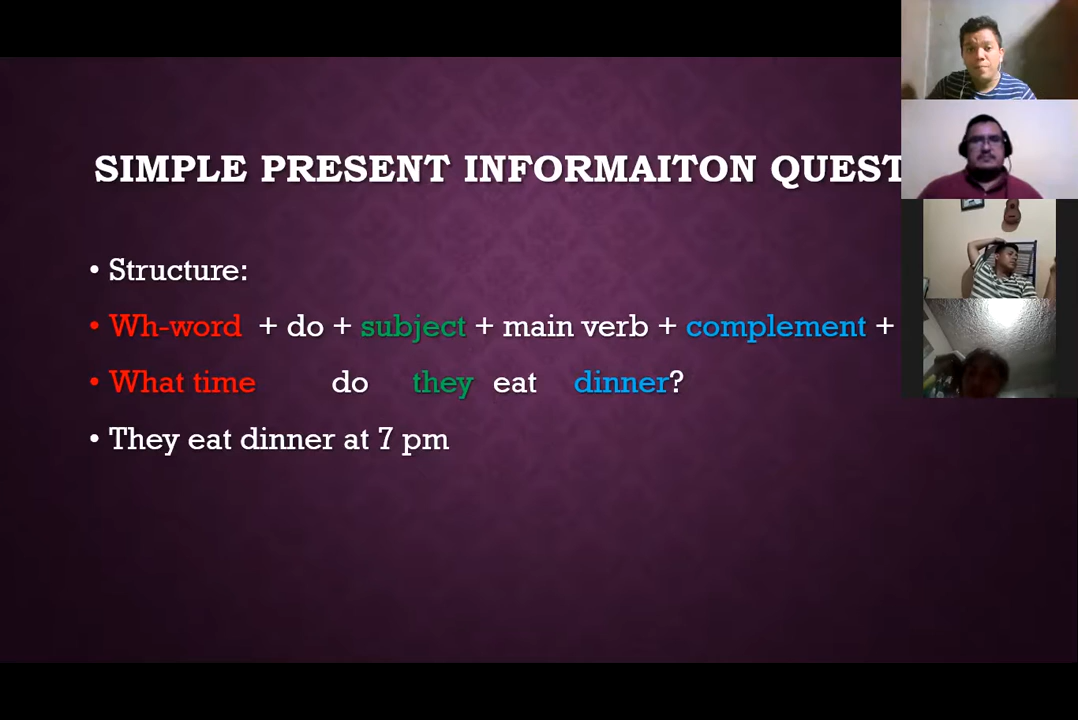 SIMPLE PRESENT INFORMAITON QUEST
• Structure:
• Wh-word + do + subject + main verb + complement +
• What time do they eat dinner?
• They eat dinner at 7 pm